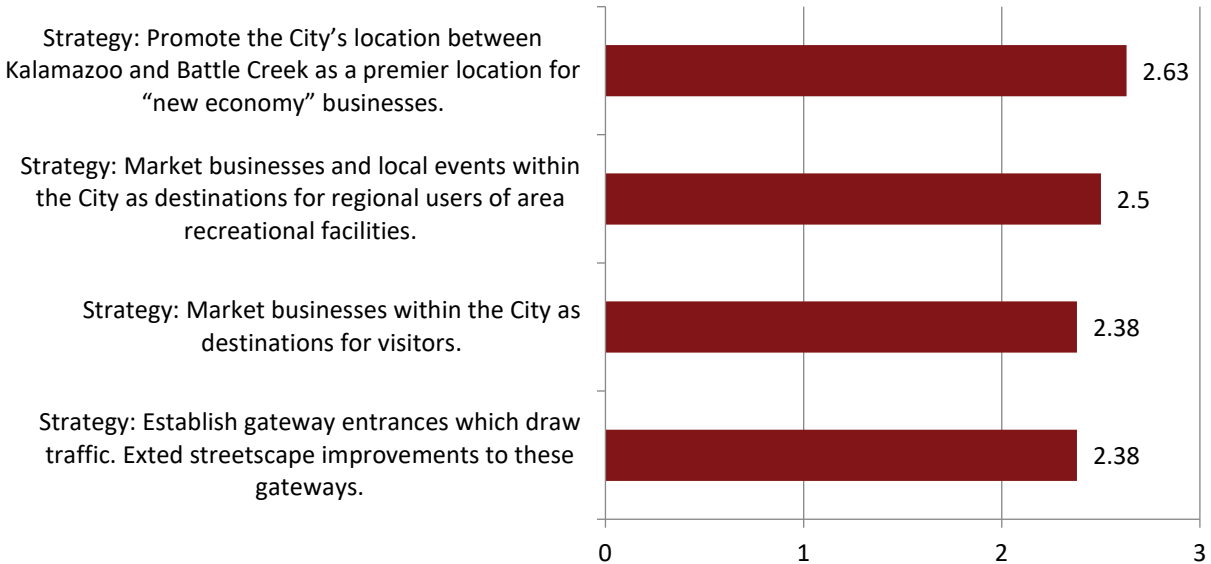 Strategy: Promote the City’s location between
Kalamazoo and Battle Creek as a premier location for
“new economy” businesses.
2.63
Strategy: Market businesses and local events within
the City as destinations for regional users of area
recreational facilities.
2.5
Strategy: Market businesses within the City as
destinations for visitors.
2.38
Strategy: Establish gateway entrances which draw
traffic. Exted streetscape improvements to these
gateways.
2.38
0 1 2 3